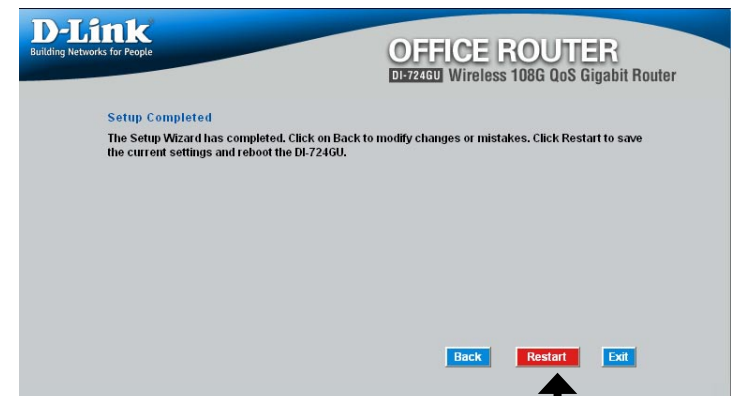 D-Link
Building Networks for People
OFFICE ROUTER
DI-724GU Wireless 108G QoS Gigabit Router
Setup Completed
The Setup Wizard has completed. Click on Back to modify changes or mistakes. Click Restart to save
the current settings and reboot the DI-724GU.
Back Restart Exit